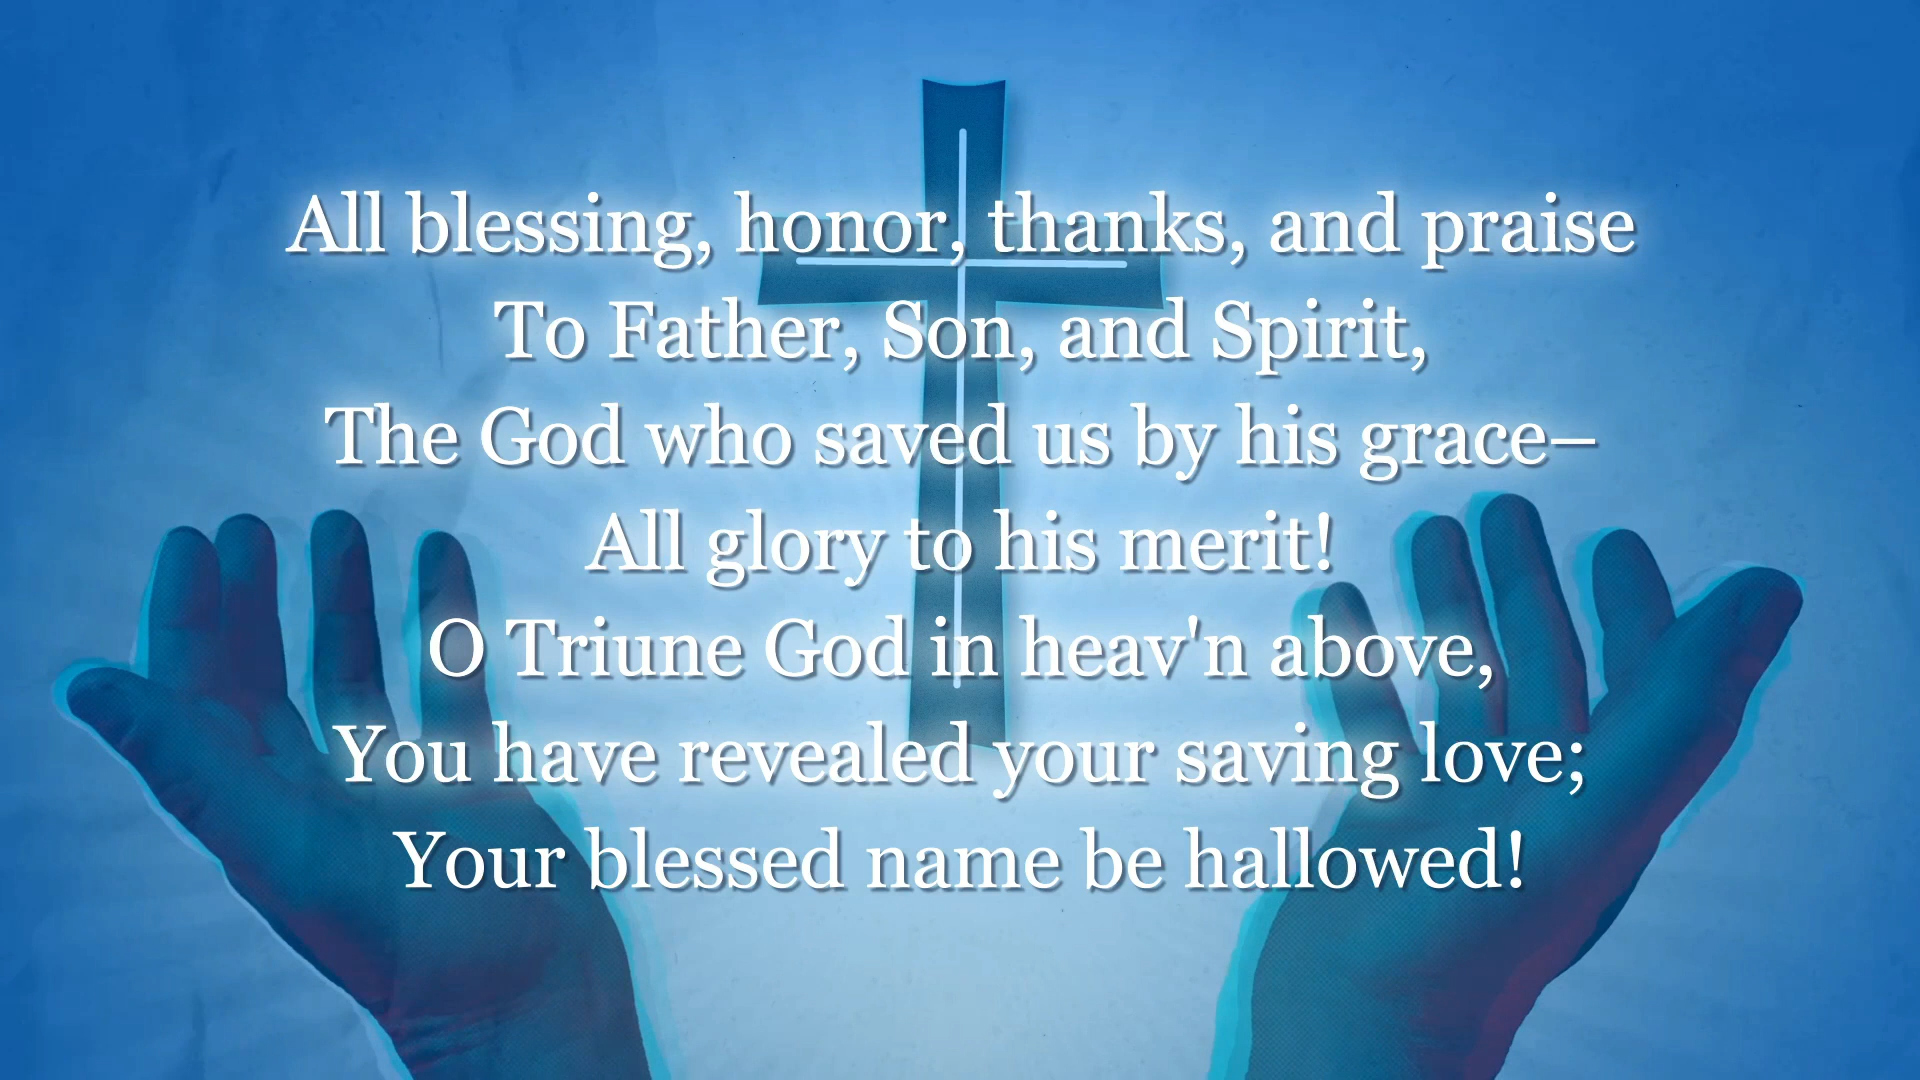 All blessing, honor, thanks, and praise
To Father, Son, and Spirit,
The God who saved us by his grace–
All glory to his merit!
O Triune God in heav'n above,
You have revealed your saving love;
Your blessed name be hallowed!